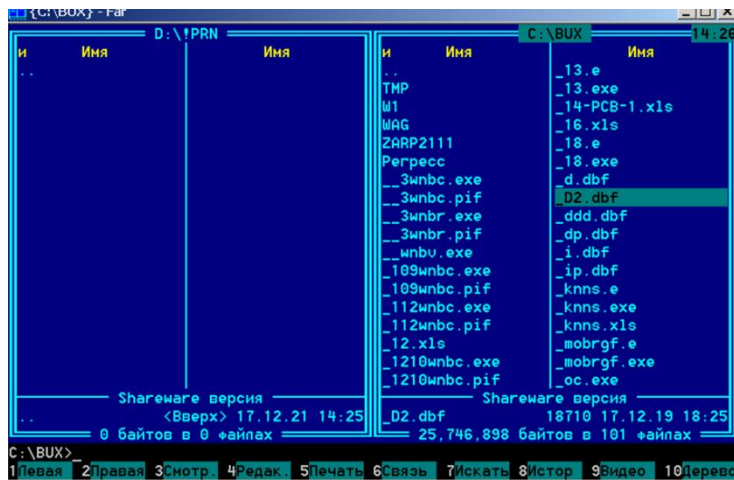 {C:\BUX} - Far
D:\!PRN
C:\BUX
14:26
и Имя Имя
..
и Имя
..
TMP
W1
WAG
ZARP2111
Регресс
__3wnbc.exe
__3wnbc.pif
__3wnbr.exe
__3wnbr.pif
__wnbv.exe
_109wnbc.exe
_109wnbc.pif
_112wnbc.exe
_112wnbc.pif
_12.xls
_1210wnbc.exe
_1210wnbc.pif
Имя
_13.e
_13.exe
_14-PCB-1.xls
_16.xls
_18.e
_18.exe
_d.dbf
_D2.dbf
_ddd.dbf
_dp.dbf
_i.dbf
_ip.dbf
_knns.e
_knns.exe
_knns.xls
_mobrgf.e
_mobrgf.exe
_oc.exe
Shareware версия
.. <Вверх> 17.12.21 14:25
0 байтов в 0 файлах
Shareware версия
_D2.dbf 18710 17.12.19 18:25
25,746,898 байтов в 101 файлах
C:\BUX>_
1Левая 2Правая 3Смотр. 4Редак. 5Печать 6Связь 7Искать 8Истор 9Видео 10Дерево